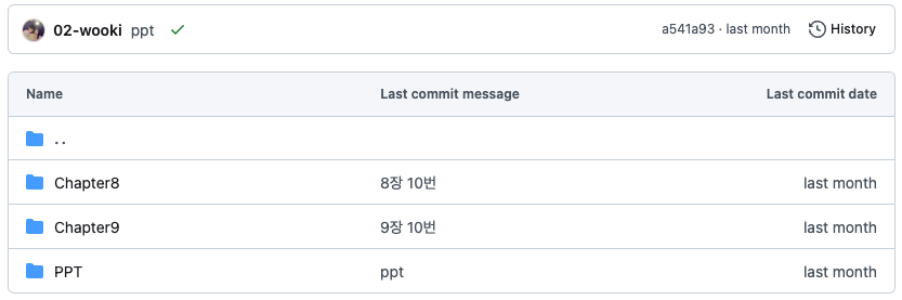 02-wooki ppt a541a93 · last month History
Name Last commit message Last commit date
..
Chapter8 8장 10번 last month
Chapter9 9장 10번 last month
PPT ppt last month